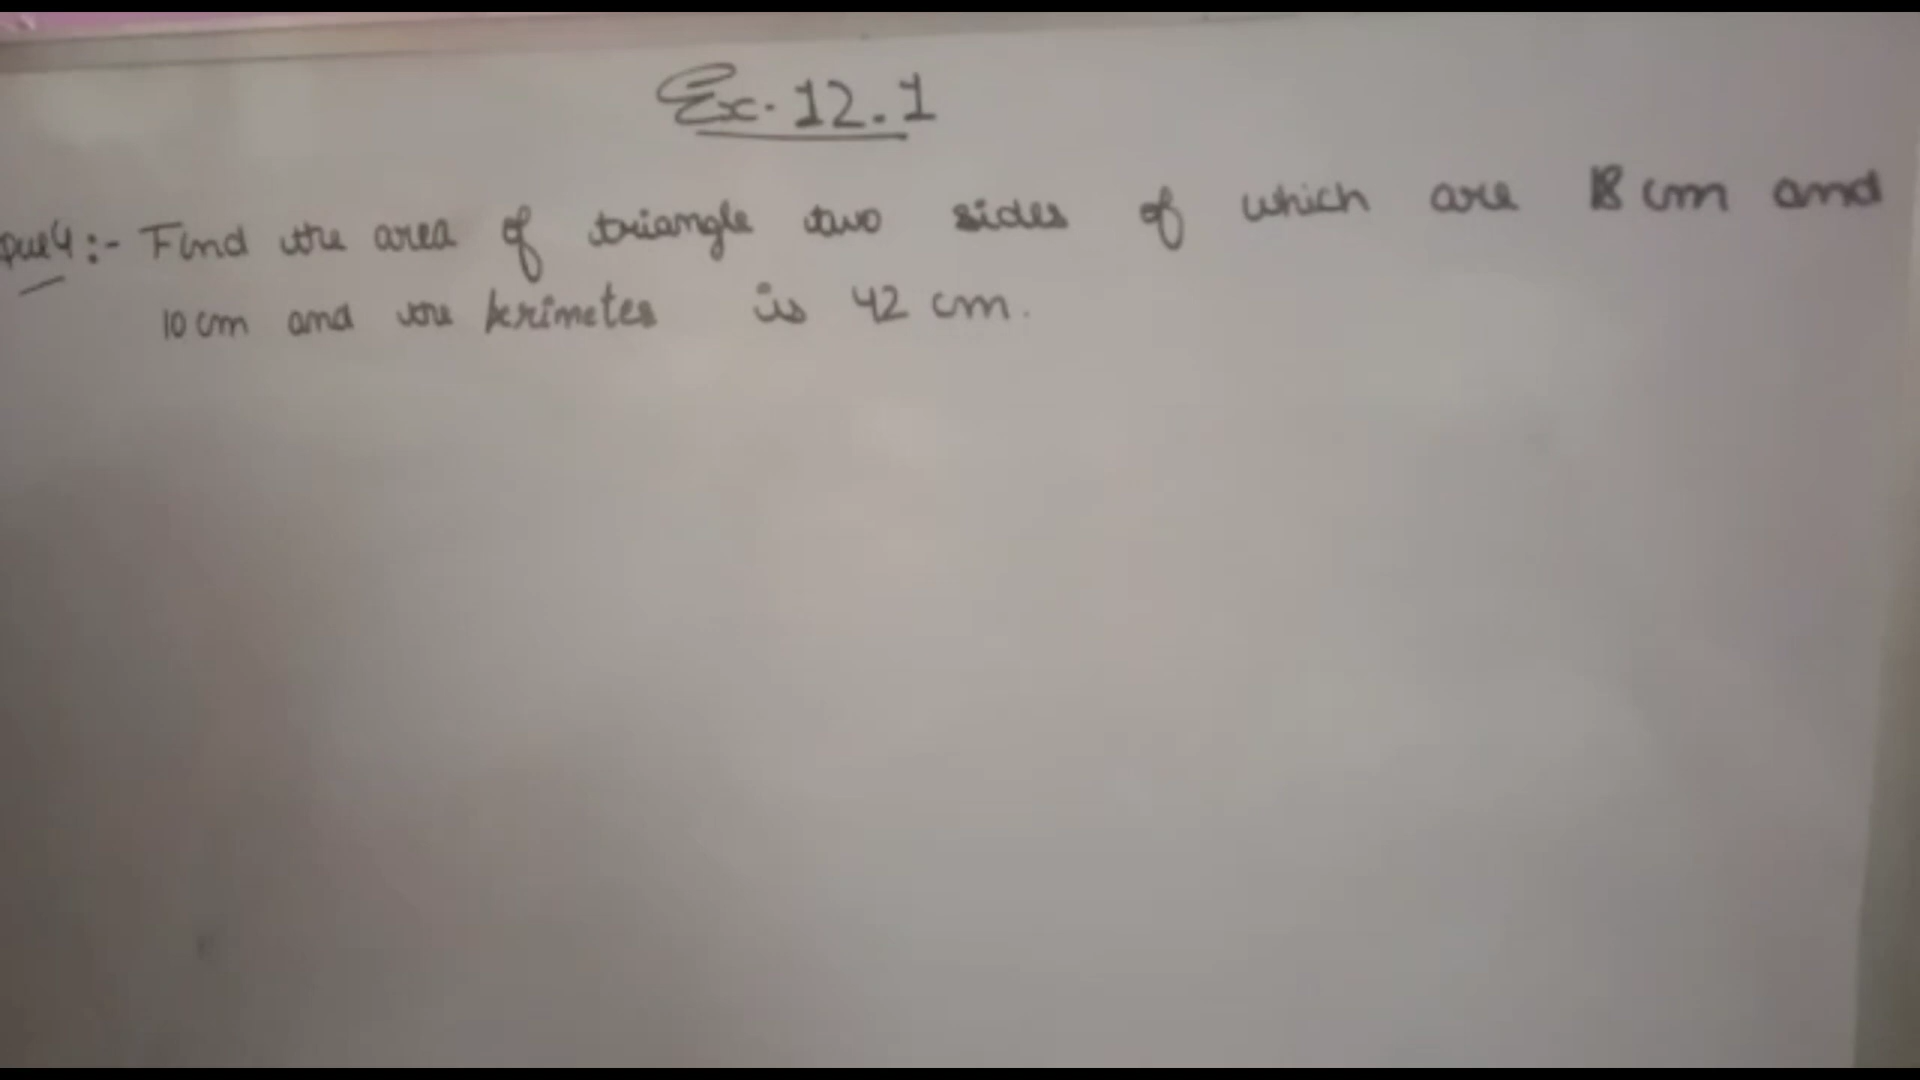 Ex. 12.1
Que4:- Find the area of triangle two sides of which are 18 cm and
10 cm and the perimeter is 42 cm.